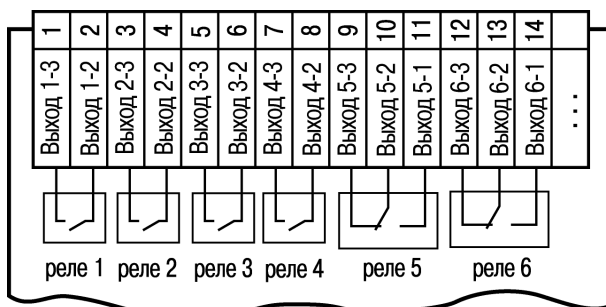 1 2 3 4 5 6 7 8 9 10 11 12 13 14
Выход 1-3 Выход 1-2 Выход 2-3 Выход 2-2 Выход 3-3 Выход 3-2 Выход 4-3 Выход 4-2 Выход 5-3 Выход 5-2 Выход 5-1 Выход 6-3 Выход 6-2 Выход 6-1 ...
реле 1 реле 2 реле 3 реле 4 реле 5 реле 6